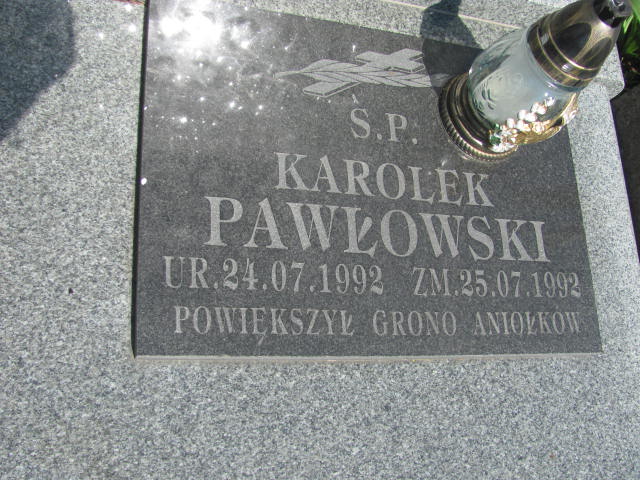 Ś.P.
KAROLEK
PAWŁOWSKI
UR.24.07.1992 ZM.25.07.1992
POWIĘKSZYŁ GRONO ANIOŁKÓW